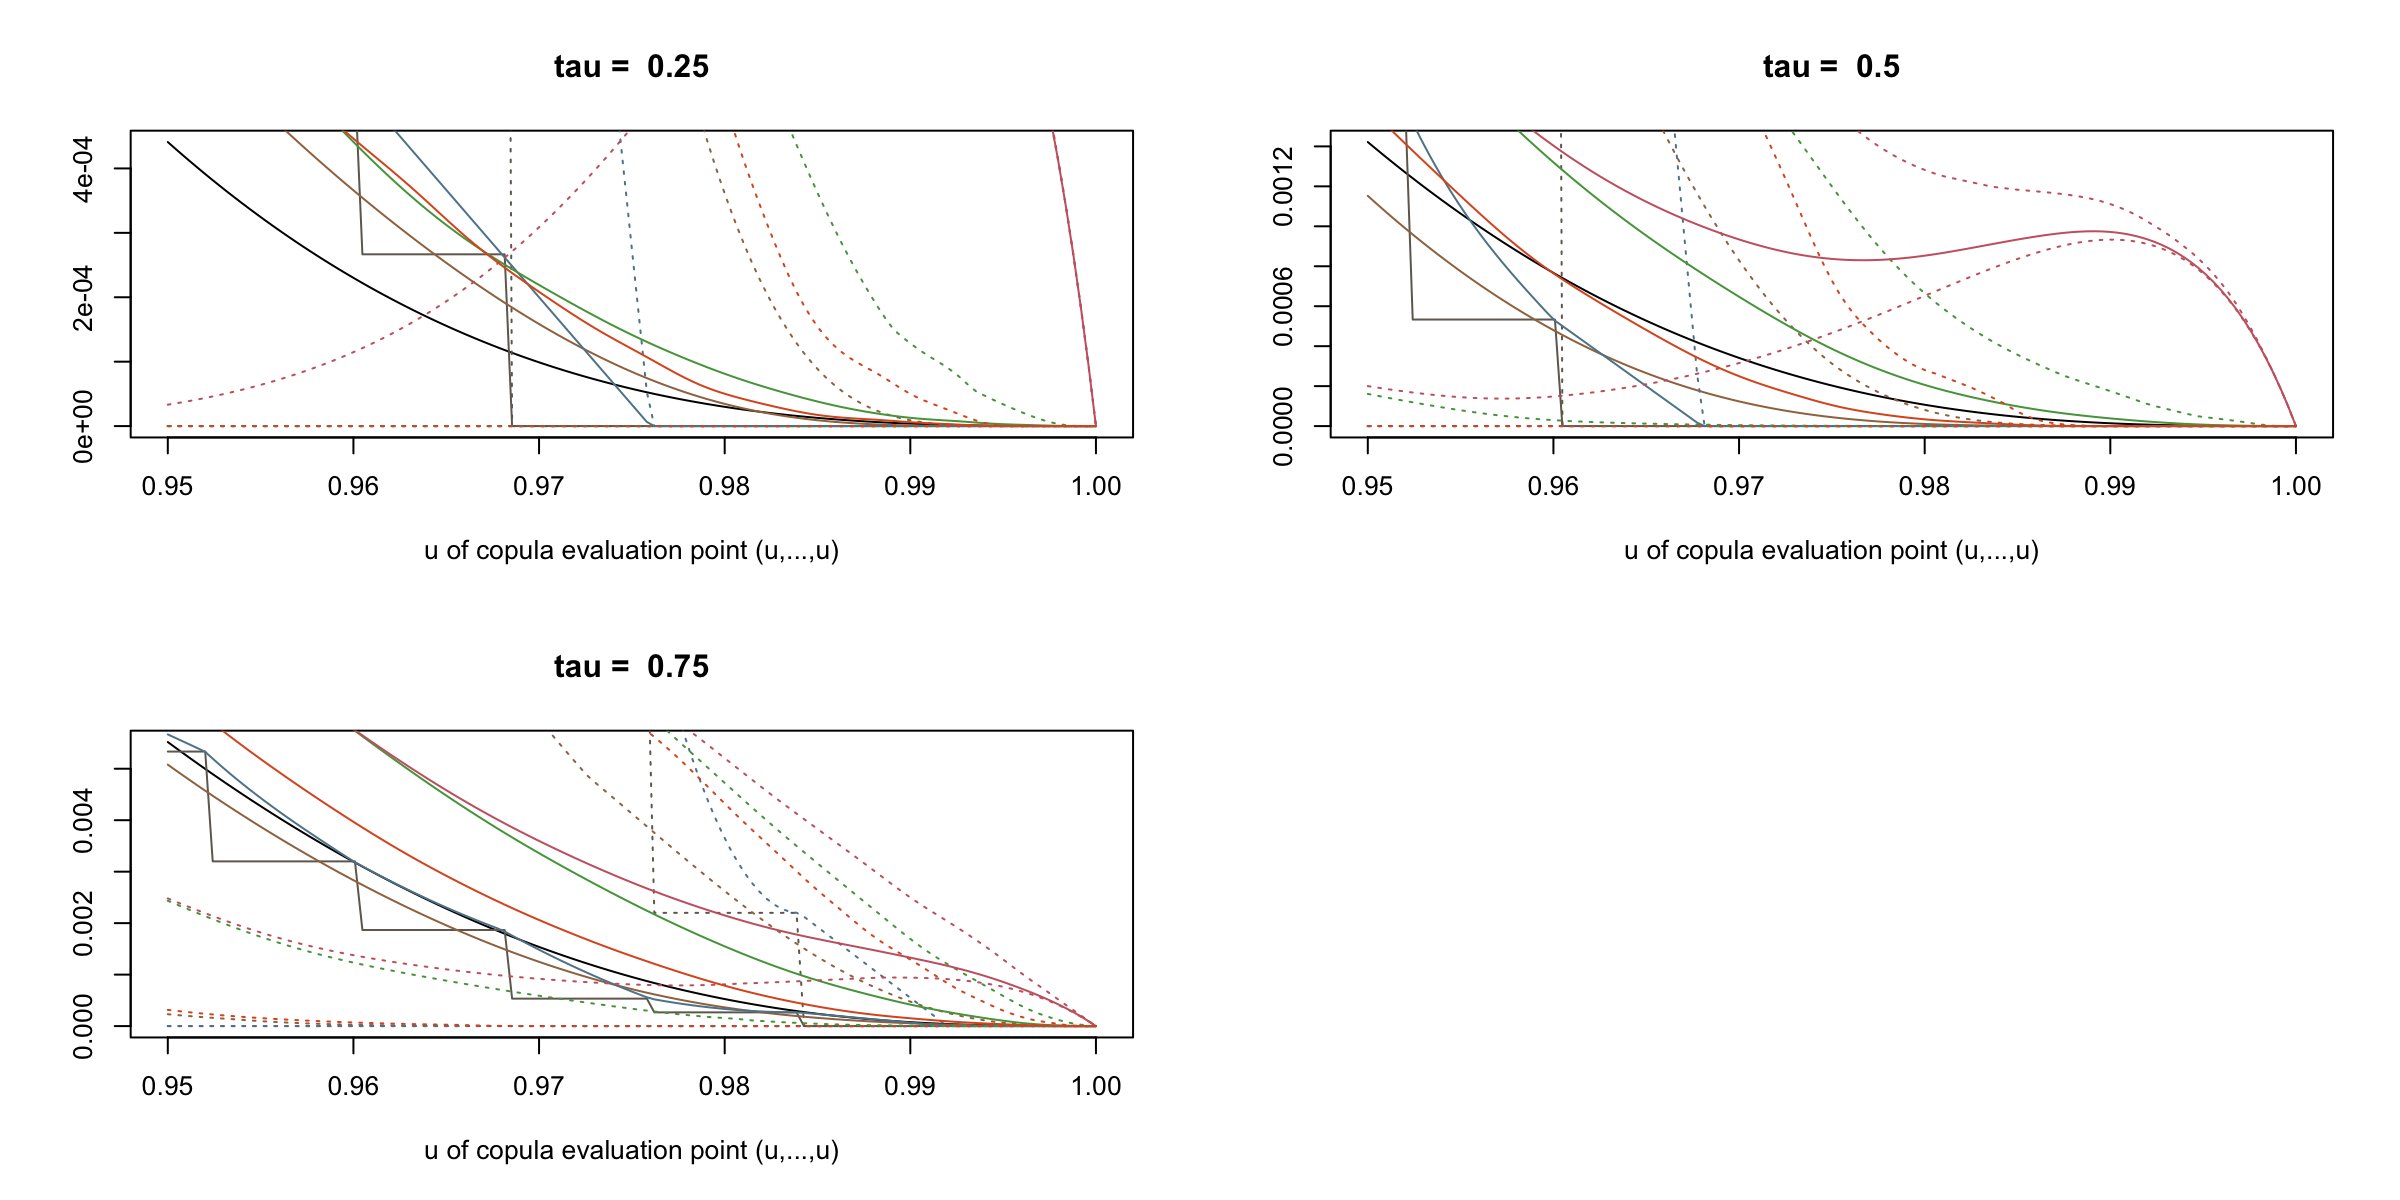 tau =  0.25
4e-04
2e-04
0e+00
0.95 0.96 0.97 0.98 0.99 1.00
u of copula evaluation point (u,...,u)
tau =  0.5
0.0012
0.0006
0.0000
0.95 0.96 0.97 0.98 0.99 1.00
u of copula evaluation point (u,...,u)
tau =  0.75
0.004
0.002
0.000
0.95 0.96 0.97 0.98 0.99 1.00
u of copula evaluation point (u,...,u)